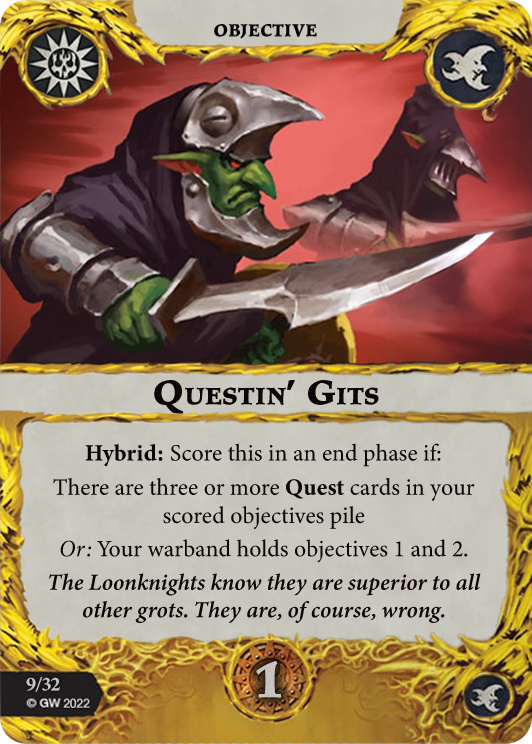 OBJECTIVE
QUESTIN' GITS
Hybrid: Score this in an end phase if:
There are three or more Quest cards in your
scored objectives pile
Or: Your warband holds objectives 1 and 2.
The Loonknights know they are superior to all
other grots. They are, of course, wrong.
1
9/32
© GW 2022